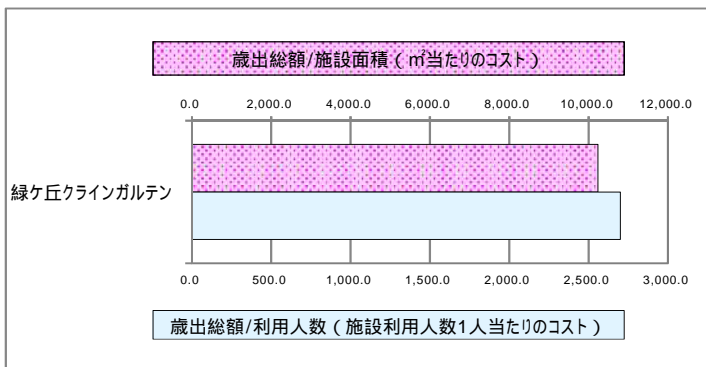 歳出総額/施設面積（㎡当たりのコスト）
0.0 2,000.0 4,000.0 6,000.0 8,000.0 10,000.0 12,000.0
緑ケ丘クラインガルテン
0.0 500.0 1,000.0 1,500.0 2,000.0 2,500.0 3,000.0
歳出総額/利用人数（施設利用人数1人当たりのコスト）